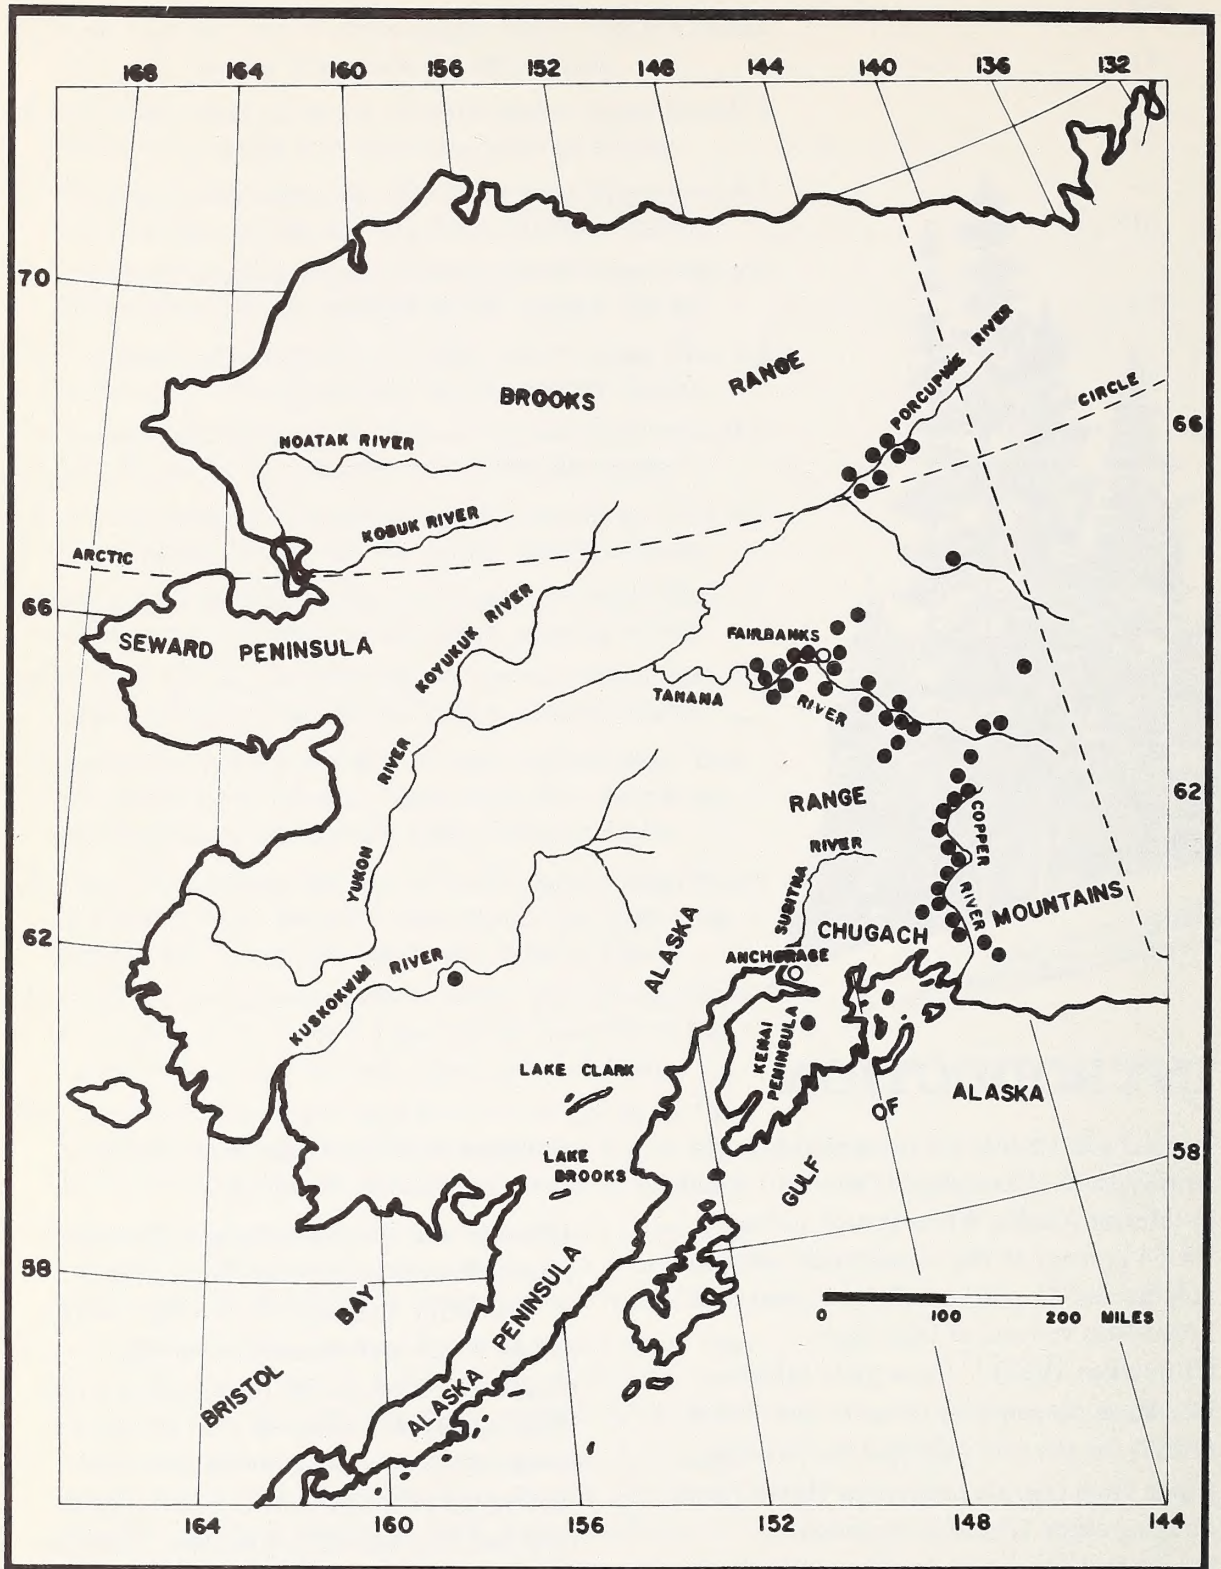 168 164 160 156 152 148 144 140 136 132
70
BROOKS RANGE
PORCUPINE RIVER
CIRCLE
66
NOATAK RIVER
KOBUK RIVER
ARCTIC
66
SEWARD PENINSULA
KOYUKUK RIVER
FAIRBANKS
TANANA RIVER
YUKON RIVER
RANGE
62
COPPER RIVER
SUSITNA RIVER
ALASKA
CHUGACH MOUNTAINS
62
KUSKOKWIM RIVER
ANCHORAGE
KENAI
PENINSULA
LAKE CLARK
GULF OF ALASKA
LAKE
BROOKS
58
58
BRISTOL BAY
ALASKA PENINSULA
0 100 200 MILES
164 160 156 152 148 144